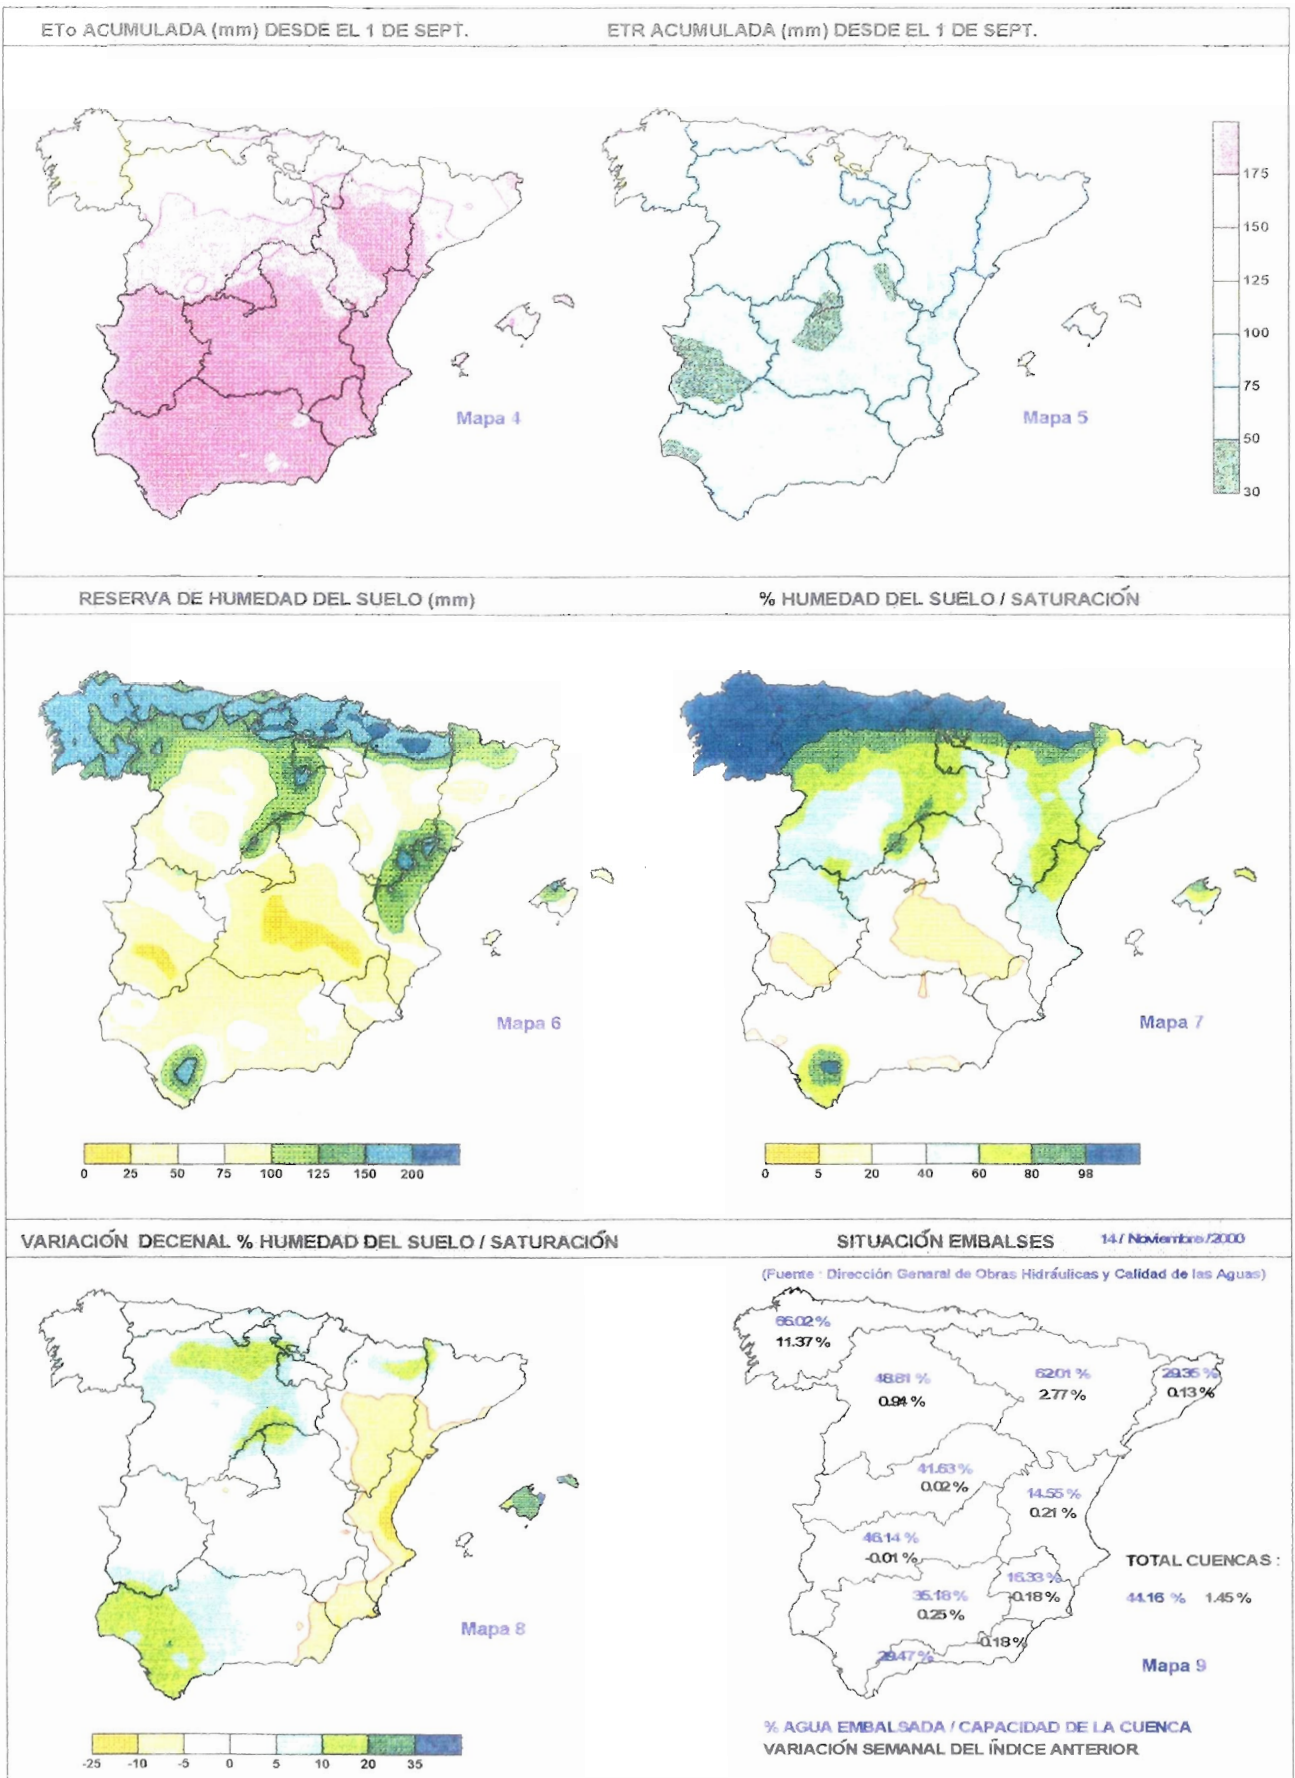 ETo ACUMULADA (mm) DESDE EL 1 DE SEPT.
ETR ACUMULADA (mm) DESDE EL 1 DE SEPT.
175
150
125
100
75
50
30
Mapa 4
Mapa 5
RESERVA DE HUMEDAD DEL SUELO (mm)
% HUMEDAD DEL SUELO / SATURACIÓN
Mapa 6
Mapa 7
0 25 50 75 100 125 150 200
0 5 20 40 60 80 98
VARIACIÓN DECENAL % HUMEDAD DEL SUELO / SATURACIÓN
SITUACIÓN EMBALSES 14 / Noviembre / 2000
(Fuente : Dirección General de Obras Hidráulicas y Calidad de las Aguas)
66.02 %
11.37 %
48.81 %
0.94 %
62.01 %
2.77 %
29.35 %
0.13 %
41.63 %
0.02 %
14.55 %
0.21 %
46.14 %
-0.01 %
TOTAL CUENCAS :
16.33 %
-0.18 %
35.18 %
0.25 %
44.16 % 1.45 %
-0.18 %
29.47 %
Mapa 8
Mapa 9
% AGUA EMBALSADA / CAPACIDAD DE LA CUENCA
VARIACIÓN SEMANAL DEL ÍNDICE ANTERIOR
-25 -10 -5 0 5 10 20 35